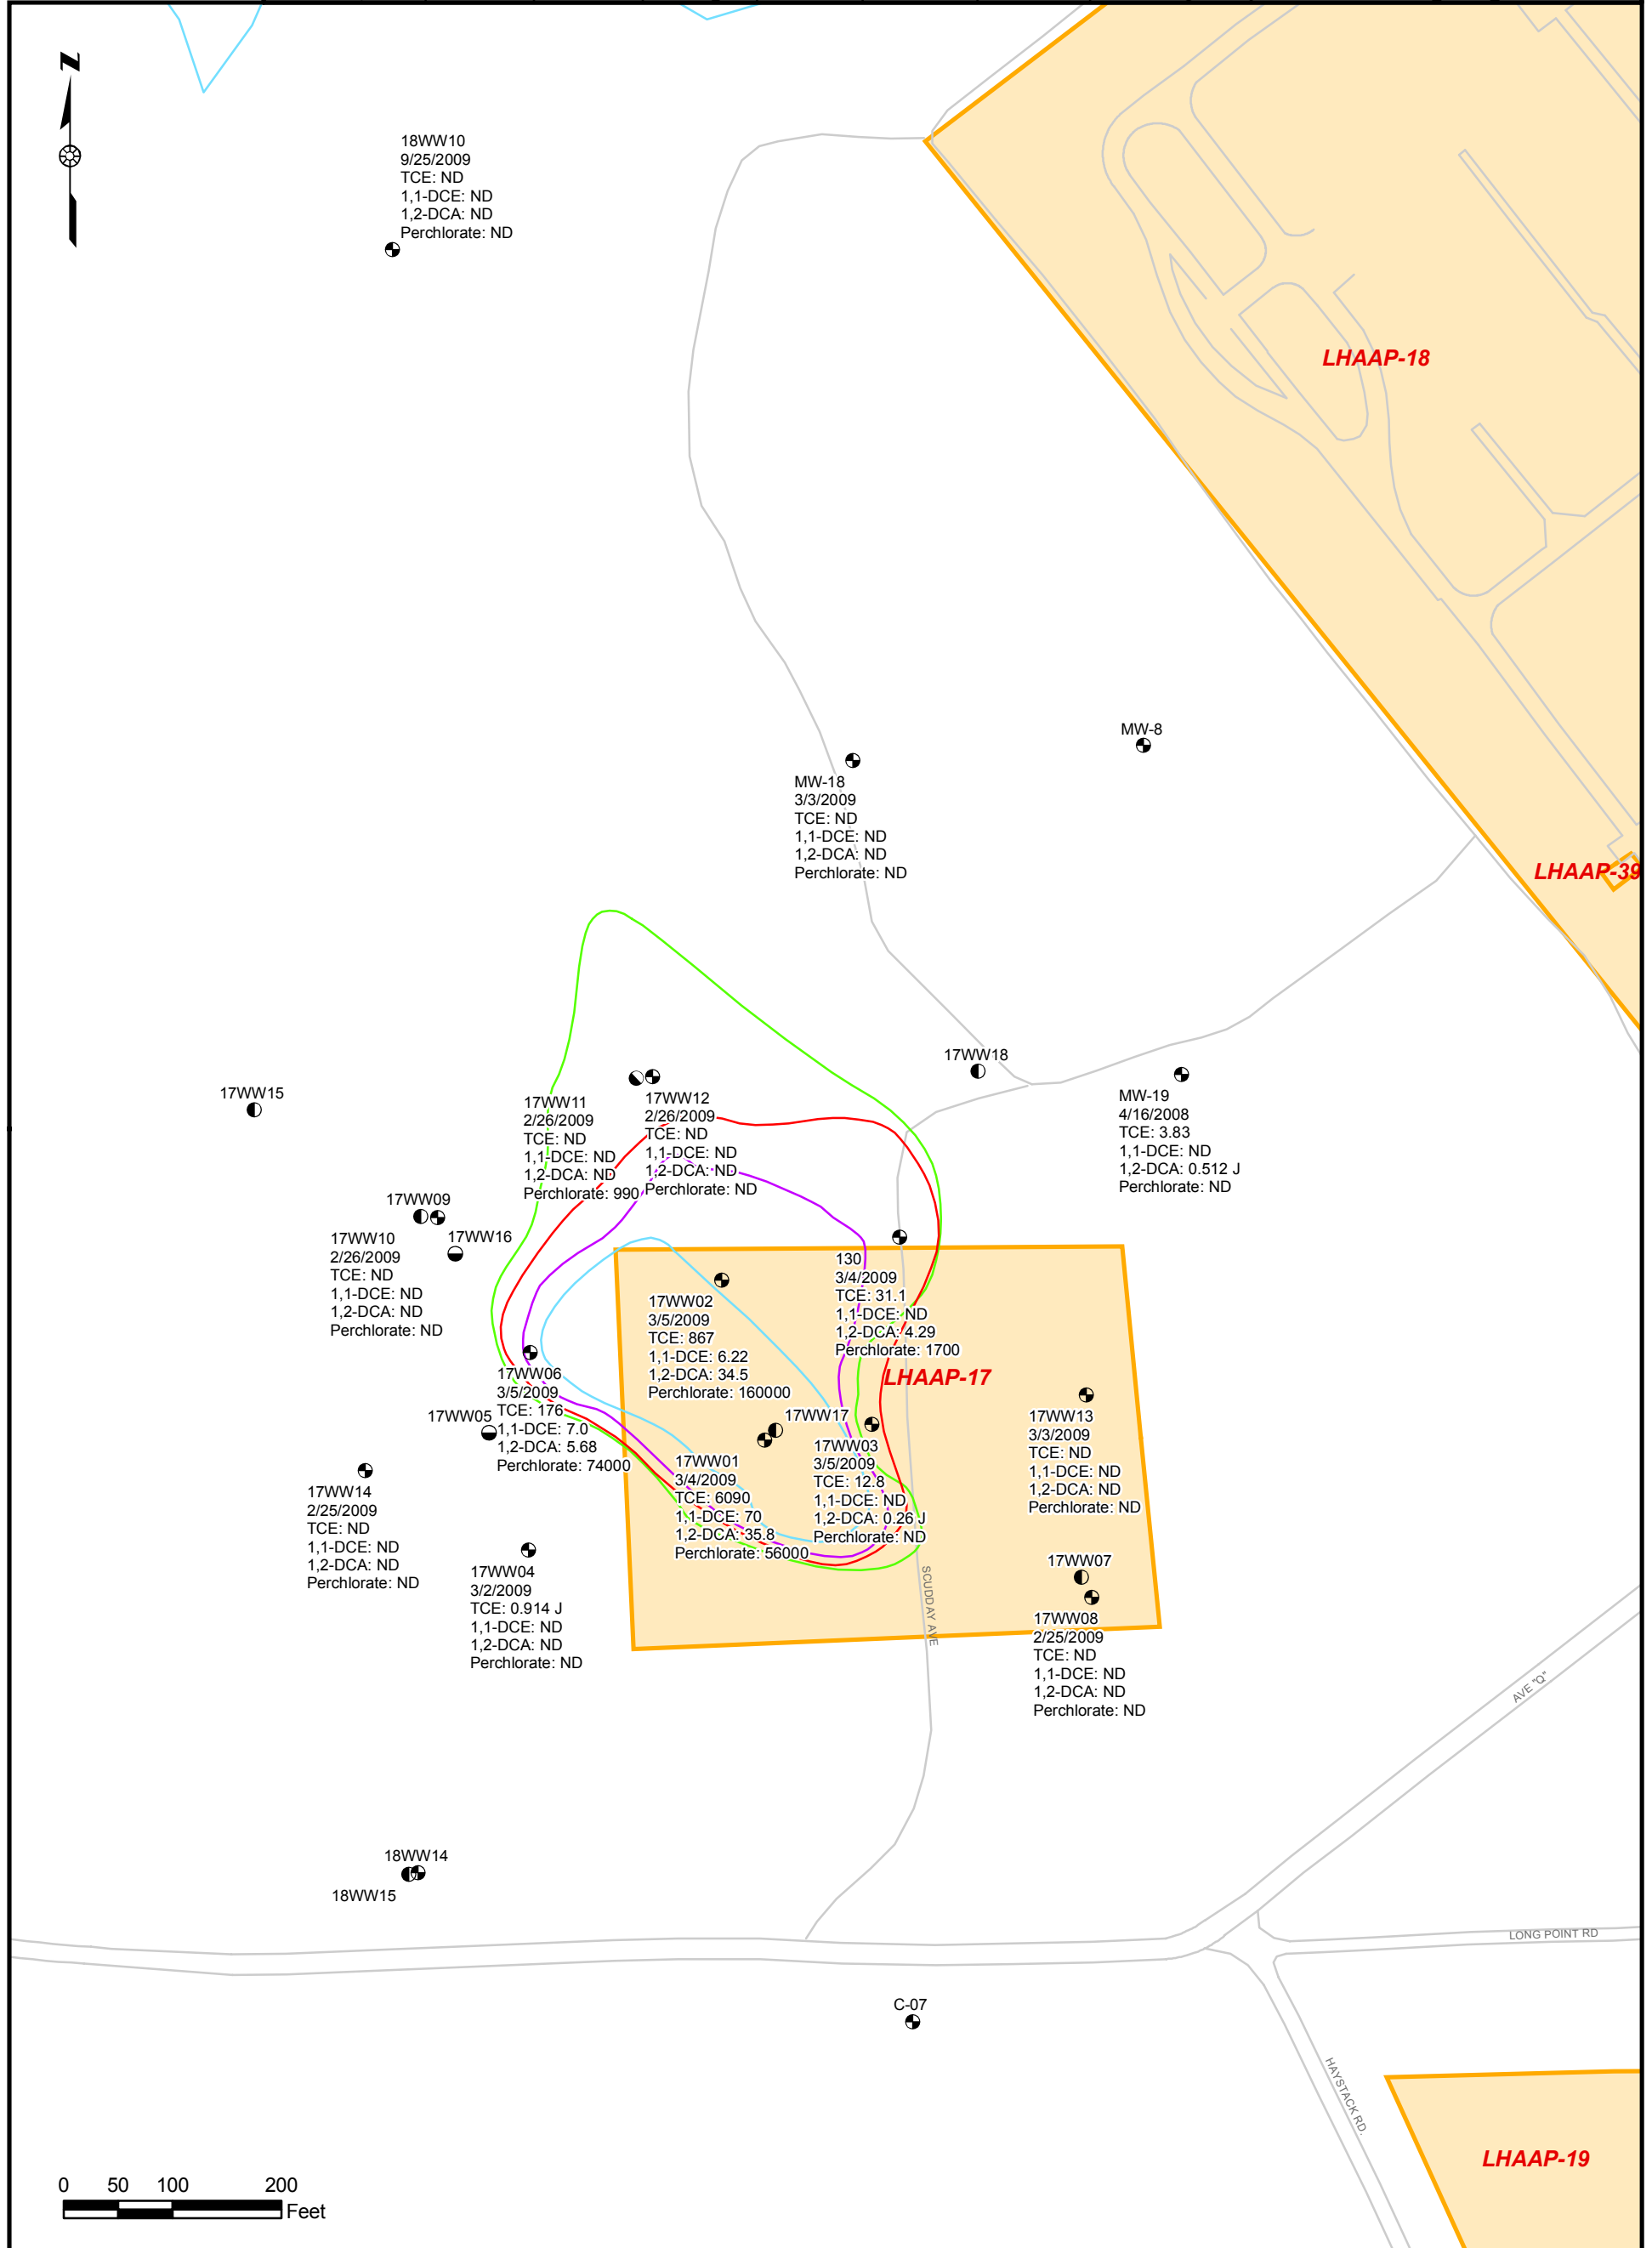 N
18WW10
9/25/2009
TCE: ND
1,1-DCE: ND
1,2-DCA: ND
Perchlorate: ND
LHAAP-18
MW-8
MW-18
3/3/2009
TCE: ND
1,1-DCE: ND
1,2-DCA: ND
Perchlorate: ND
LHAAP-39
17WW18
17WW15
17WW11
2/26/2009
TCE: ND
1,1-DCE: ND
1,2-DCA: ND
Perchlorate: 990
17WW12
2/26/2009
TCE: ND
1,1-DCE: ND
1,2-DCA: ND
Perchlorate: ND
MW-19
4/16/2008
TCE: 3.83
1,1-DCE: ND
1,2-DCA: 0.512 J
Perchlorate: ND
17WW09
17WW16
17WW10
2/26/2009
TCE: ND
1,1-DCE: ND
1,2-DCA: ND
Perchlorate: ND
130
3/4/2009
TCE: 31.1
1,1-DCE: ND
1,2-DCA: 4.29
Perchlorate: 1700
17WW02
3/5/2009
TCE: 867
1,1-DCE: 6.22
1,2-DCA: 34.5
Perchlorate: 160000
LHAAP-17
17WW06
3/5/2009
TCE: 176
1,1-DCE: 7.0
1,2-DCA: 5.68
Perchlorate: 74000
17WW05
17WW17
17WW13
3/3/2009
TCE: ND
1,1-DCE: ND
1,2-DCA: ND
Perchlorate: ND
17WW03
3/5/2009
TCE: 12.8
1,1-DCE: ND
1,2-DCA: 0.26 J
Perchlorate: ND
17WW01
3/4/2009
TCE: 6090
1,1-DCE: 70
1,2-DCA: 35.8
Perchlorate: 56000
17WW14
2/25/2009
TCE: ND
1,1-DCE: ND
1,2-DCA: ND
Perchlorate: ND
17WW04
3/2/2009
TCE: 0.914 J
1,1-DCE: ND
1,2-DCA: ND
Perchlorate: ND
17WW07
SCUDDAY AVE
17WW08
2/25/2009
TCE: ND
1,1-DCE: ND
1,2-DCA: ND
Perchlorate: ND
AVE "Q"
18WW14
18WW15
LONG POINT RD
C-07
HAYSTACK RD.
LHAAP-19
0 50 100 200
Feet